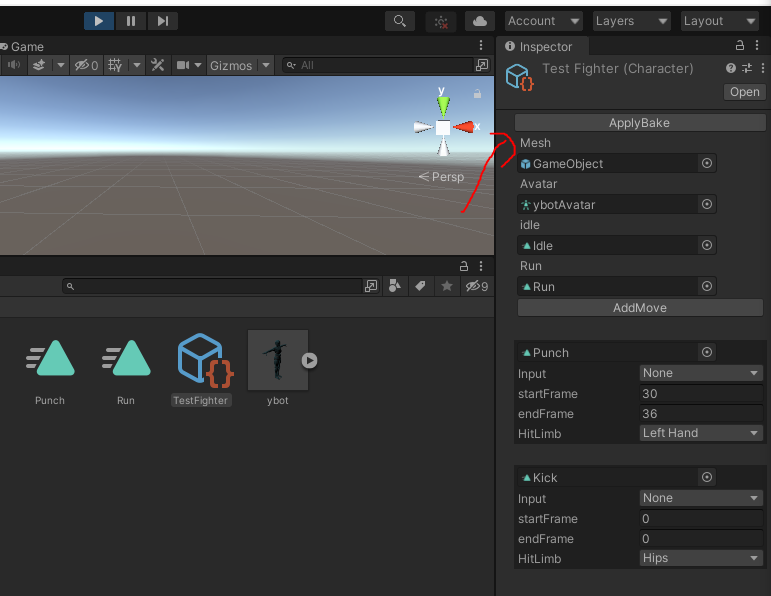 Account Layers Layout
Game
Inspector
0 Gizmos All
Test Fighter (Character)
Open
y
x
Persp
ApplyBake
Mesh
GameObject
Avatar
ybotAvatar
idle
Idle
Run
Run
AddMove
9
Punch
Run
TestFighter
ybot
Punch
Input None
startFrame 30
endFrame 36
HitLimb Left Hand
Kick
Input None
startFrame 0
endFrame 0
HitLimb Hips